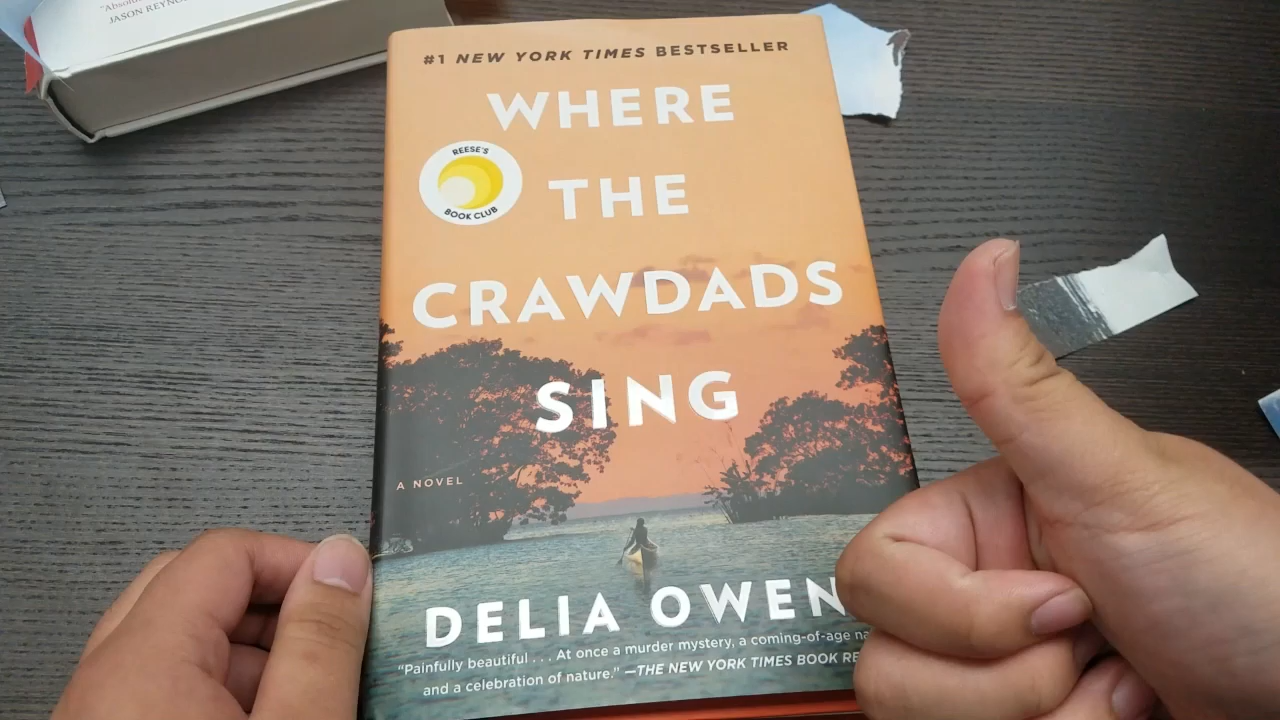 "Absolu
JASON REYNO
#1 NEW YORK TIMES BESTSELLER
WHERE
THE
CRAWDADS
SING
REESE'S
BOOK CLUB
A NOVEL
DELIA OWEN
"Painfully beautiful . . . At once a murder mystery, a coming-of-age na
and a celebration of nature." —THE NEW YORK TIMES BOOK RE